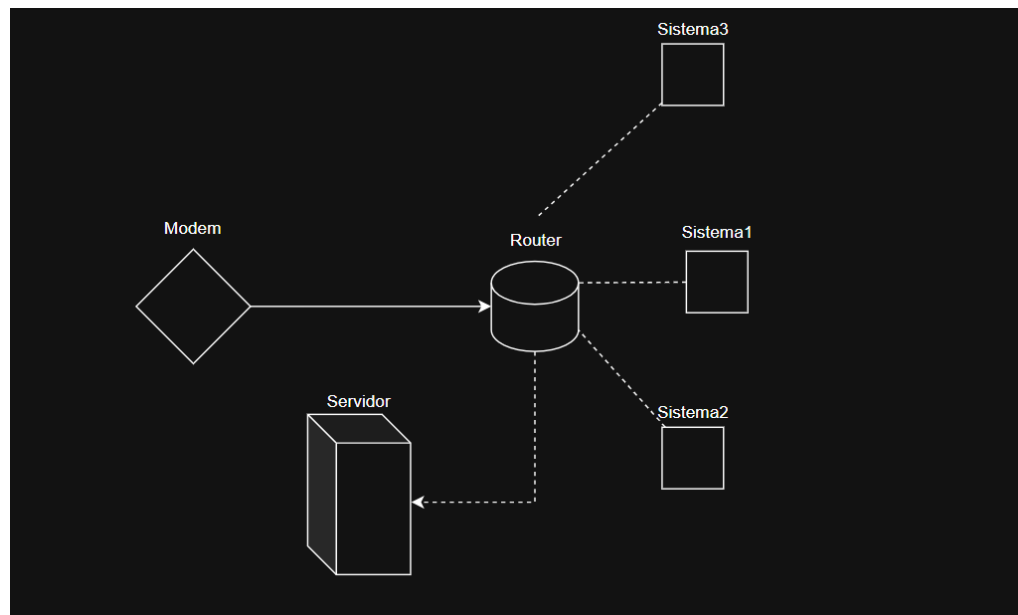 Sistema3
Modem
Router
Sistema1
Servidor
Sistema2